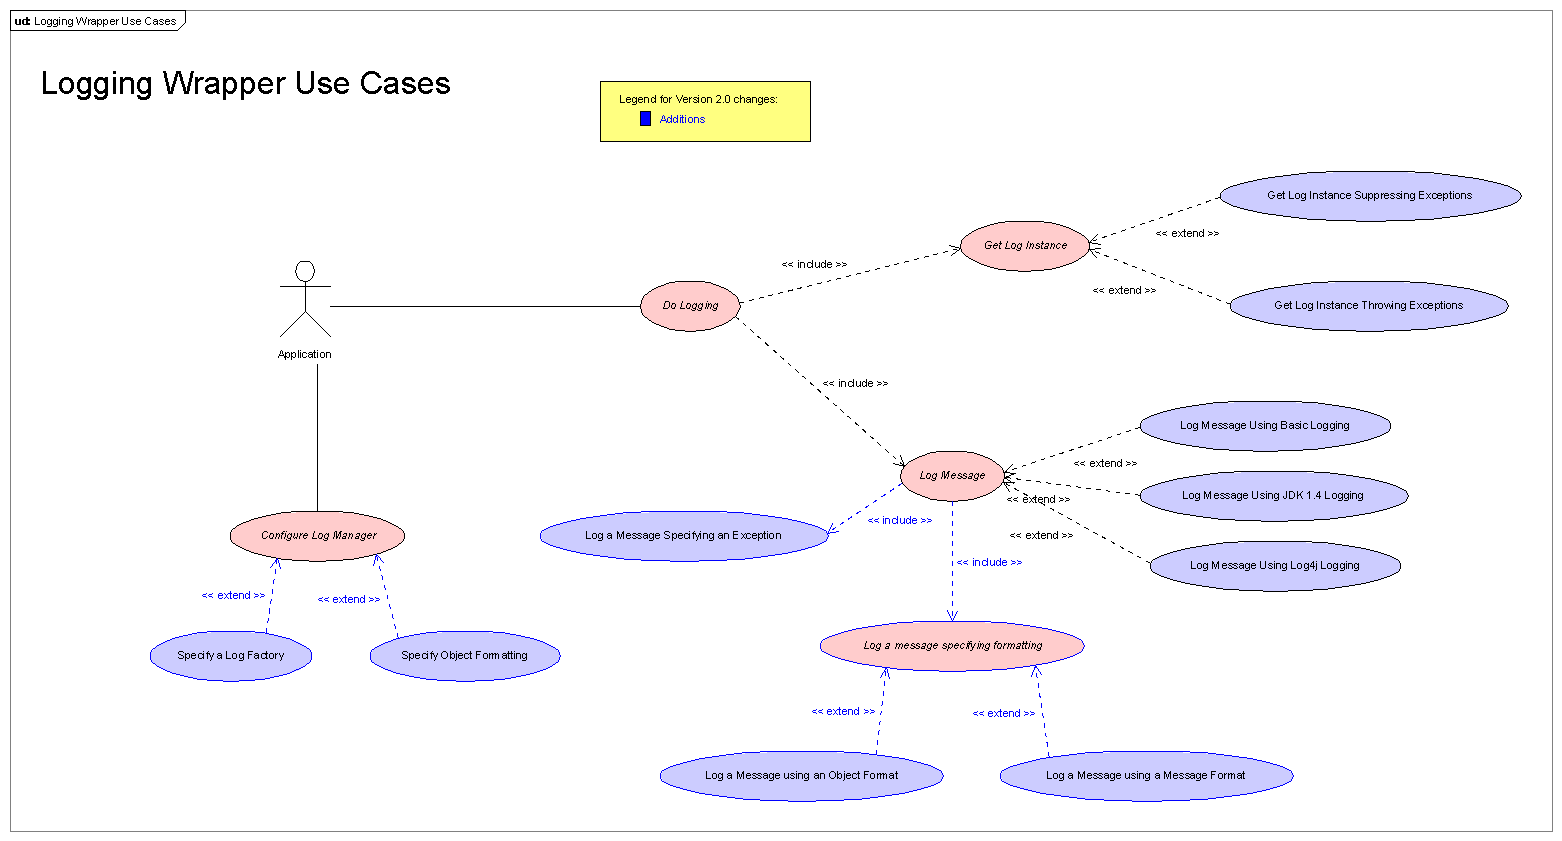 ud: Logging Wrapper Use Cases
Logging Wrapper Use Cases
Legend for Version 2.0 changes:
Additions
Get Log Instance Suppressing Exceptions
<< extend >>
Get Log Instance
<< include >>
<< extend >>
Do Logging
Get Log Instance Throwing Exceptions
Application
<< include >>
Log Message Using Basic Logging
<< extend >>
Log Message
Log Message Using JDK 1.4 Logging
<< extend >>
<< include >>
Log a Message Specifying an Exception
<< extend >>
Configure Log Manager
<< include >>
Log Message Using Log4j Logging
<< extend >>
<< extend >>
Log a message specifying formatting
Specify a Log Factory
Specify Object Formatting
<< extend >>
<< extend >>
Log a Message using an Object Format
Log a Message using a Message Format